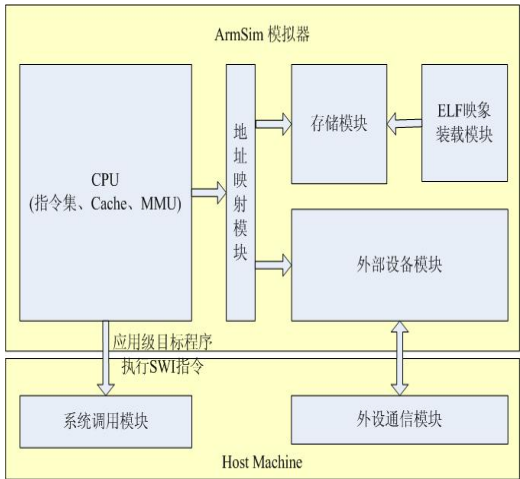 ArmSim 模拟器
CPU
(指令集、Cache、MMU)
地址映射模块
存储模块
ELF映象
装载模块
外部设备模块
应用级目标程序
执行SWI指令
系统调用模块
外设通信模块
Host Machine